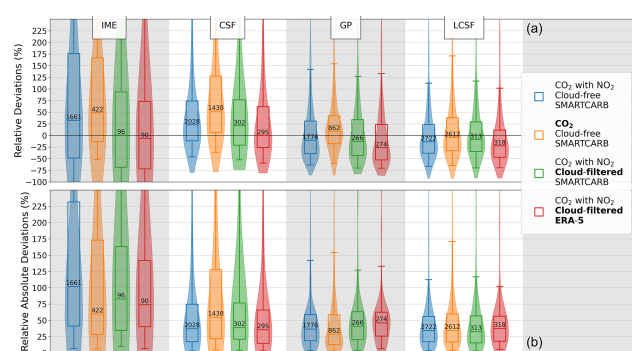 IME
CSF
GP
LCSF
(a)
Relative Deviations (%)
225
200
175
150
125
100
75
50
25
0
−25
−50
−75
−100
1661
422
96
90
2028
1430
302
295
1776
862
266
274
2722
2612
313
318
CO₂ with NO₂
Cloud-free
SMARTCARB
CO₂
Cloud-free
SMARTCARB
CO₂ with NO₂
Cloud-filtered
SMARTCARB
CO₂ with NO₂
Cloud-filtered
ERA-5
Relative Absolute Deviations (%)
225
200
175
150
125
100
75
50
25
0
1661
422
96
90
2028
1430
302
295
1776
862
266
274
2722
2612
313
318
(b)